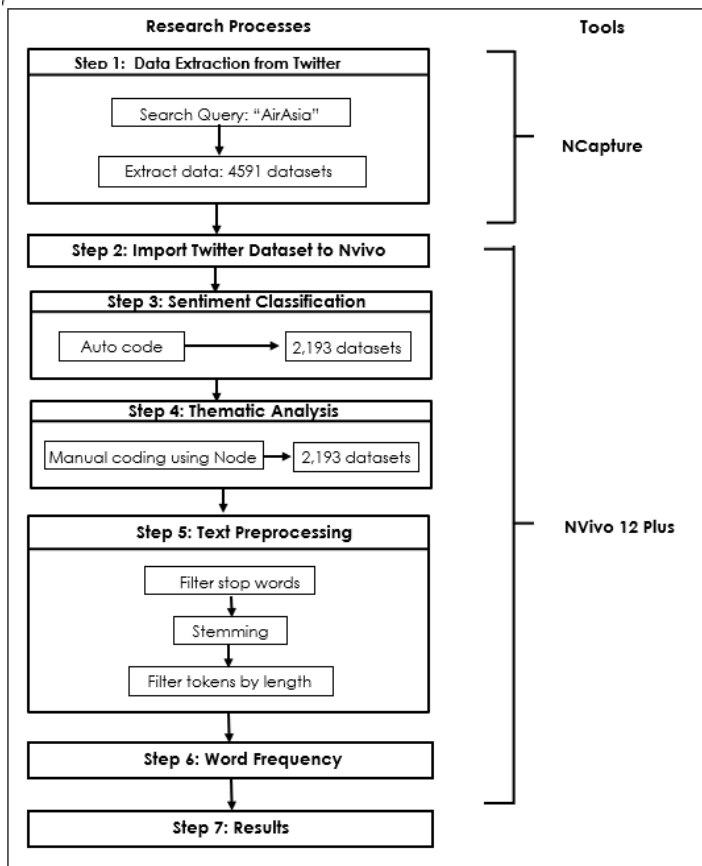 Research Processes
Tools
Step 1: Data Extraction from Twitter
Search Query: “AirAsia”
Extract data: 4591 datasets
NCapture
Step 2: Import Twitter Dataset to Nvivo
Step 3: Sentiment Classification
Auto code
2,193 datasets
Step 4: Thematic Analysis
Manual coding using Node
2,193 datasets
Step 5: Text Preprocessing
Filter stop words
Stemming
Filter tokens by length
NVivo 12 Plus
Step 6: Word Frequency
Step 7: Results